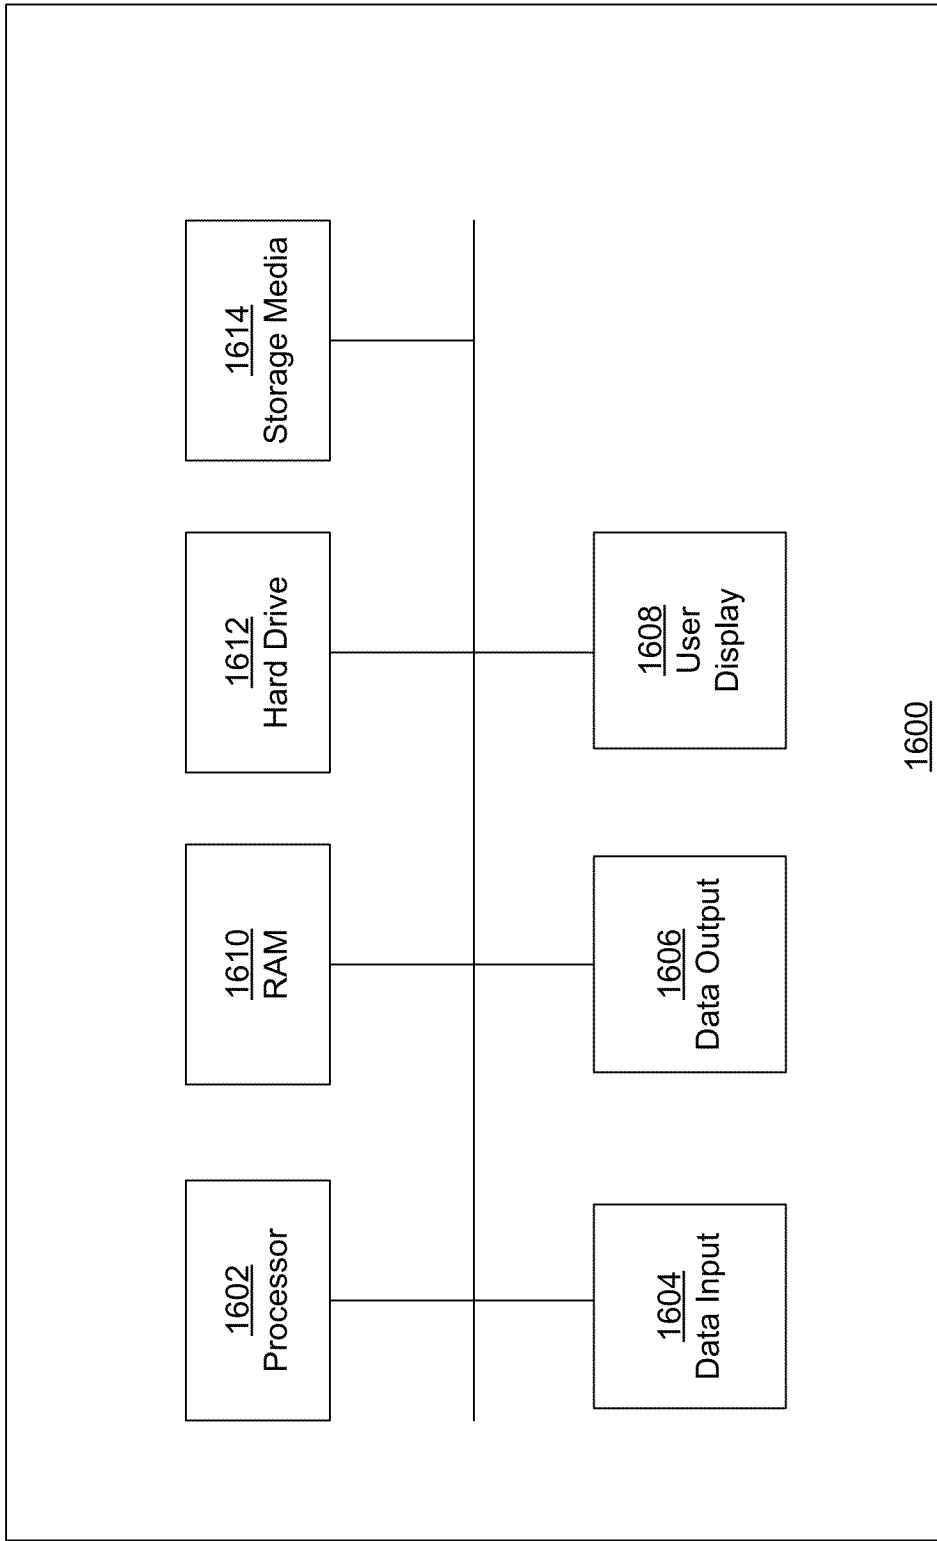 1602
Processor
1610
RAM
1612
Hard Drive
1614
Storage Media
1604
Data Input
1606
Data Output
1608
User
Display
1600